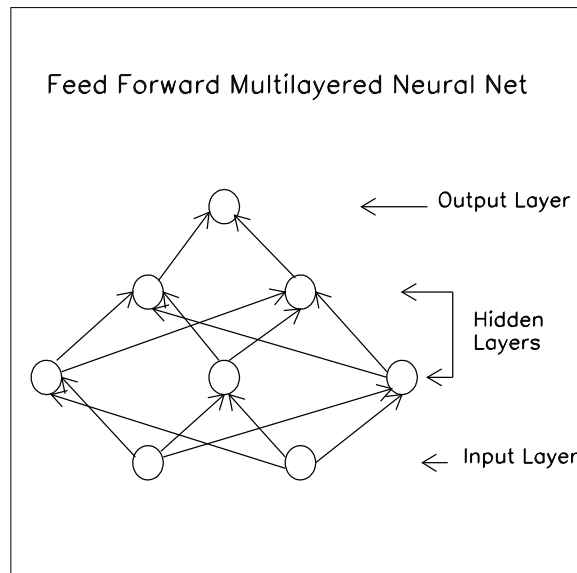 Feed Forward Multilayered Neural Net
Output Layer
Hidden
Layers
Input Layer